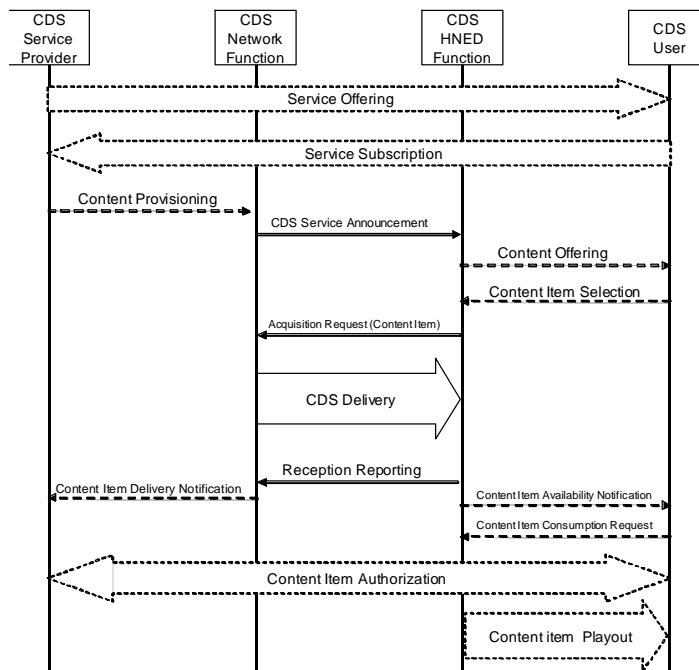 CDS
Service
Provider
CDS
Network
Function
CDS
HNED
Function
CDS
User
Service Offering
Service Subscription
Content Provisioning
CDS Service Announcement
Content Offering
Content Item Selection
Acquisition Request (Content Item)
CDS Delivery
Reception Reporting
Content Item Delivery Notification
Content Item Availability Notification
Content Item Consumption Request
Content Item Authorization
Content item Playout